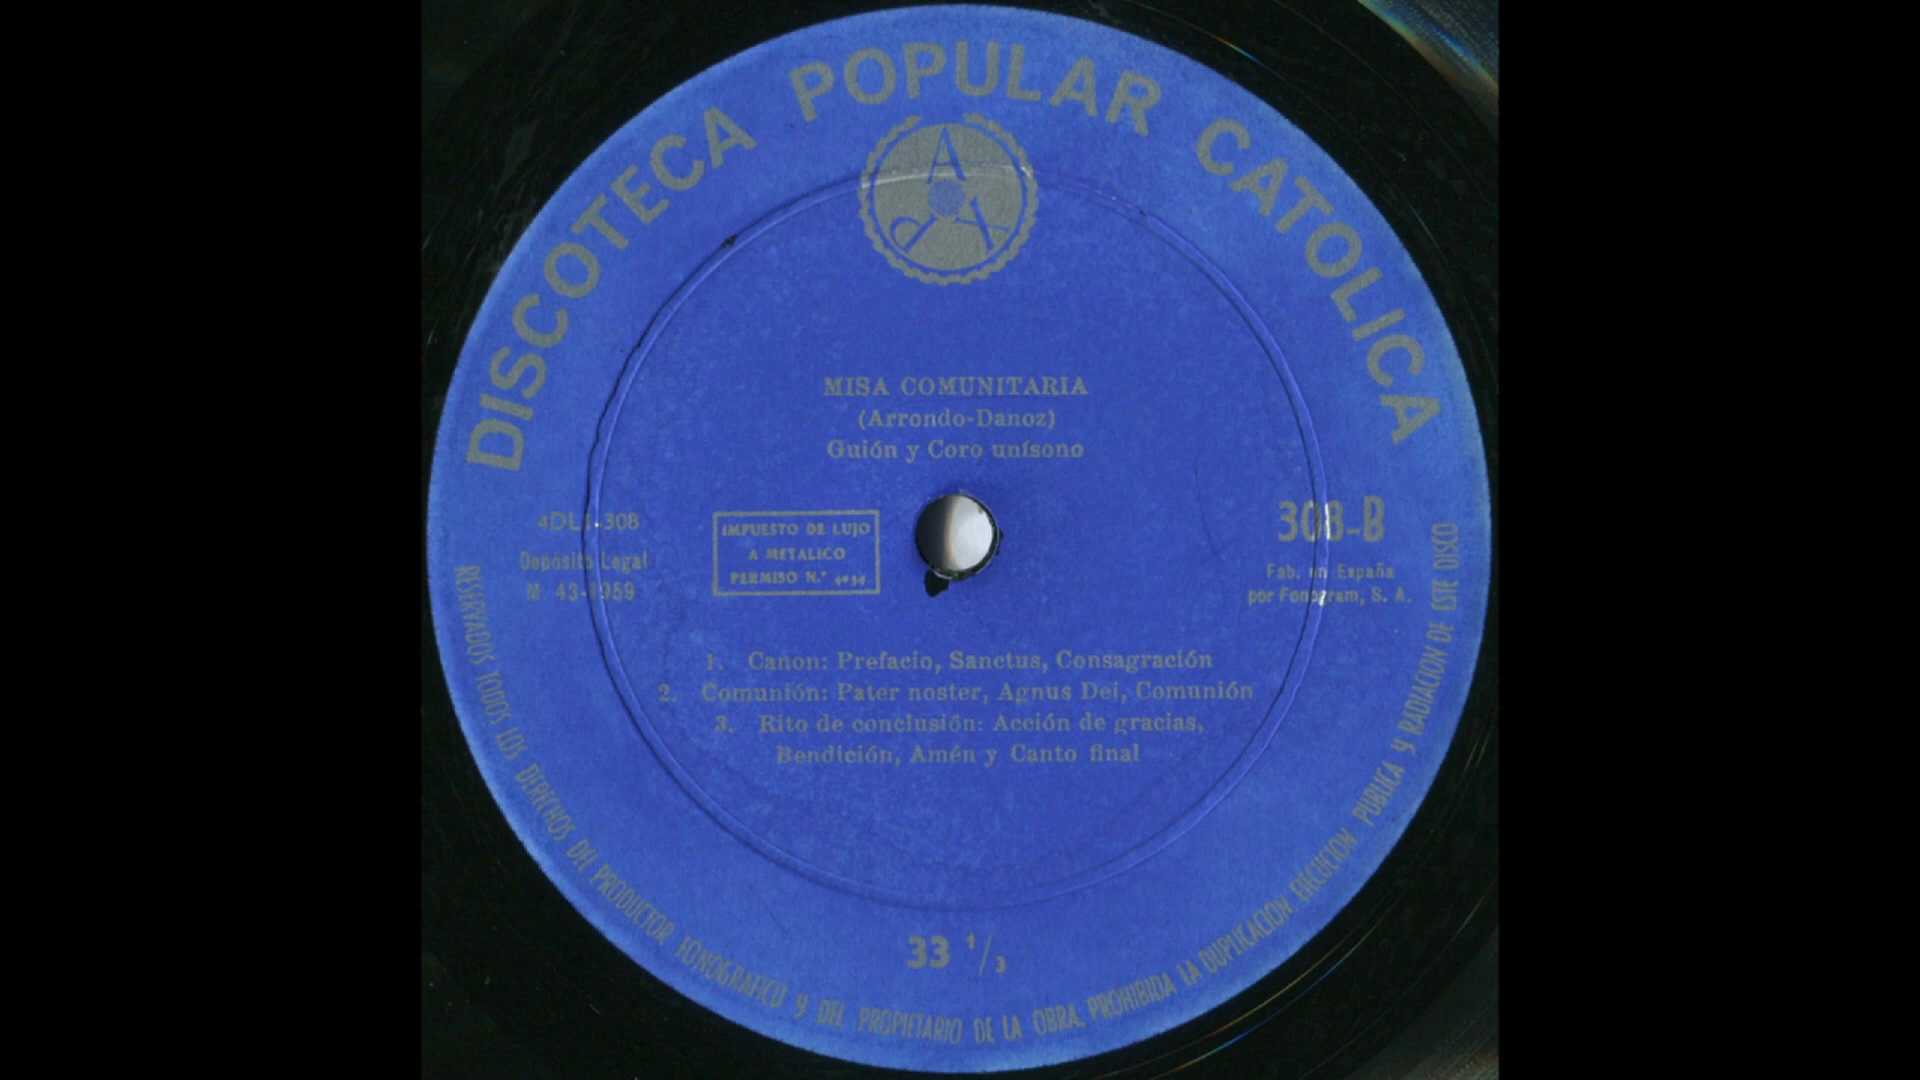 DISCOTECA POPULAR CATOLICA
MISA COMUNITARIA
(Arrondo-Danoz)
Guión y Coro unísono
4DL1-308
Depósito Legal
M. 43-1959
IMPUESTO DE LUJO
A METALICO
PERMISO N.º
308-B
Fab. en España
por Fonogram, S. A.
1. Canon: Prefacio, Sanctus, Consagración
2. Comunión: Pater noster, Agnus Dei, Comunión
3. Rito de conclusión: Acción de gracias,
Bendición, Amén y Canto final
33 1/3
RESERVADOS TODOS LOS DERECHOS DEL PRODUCTOR FONOGRAFICO Y DEL PROPIETARIO DE LA OBRA. PROHIBIDA LA DUPLICACION, EJECUCION PUBLICA Y RADIACION DE ESTE DISCO